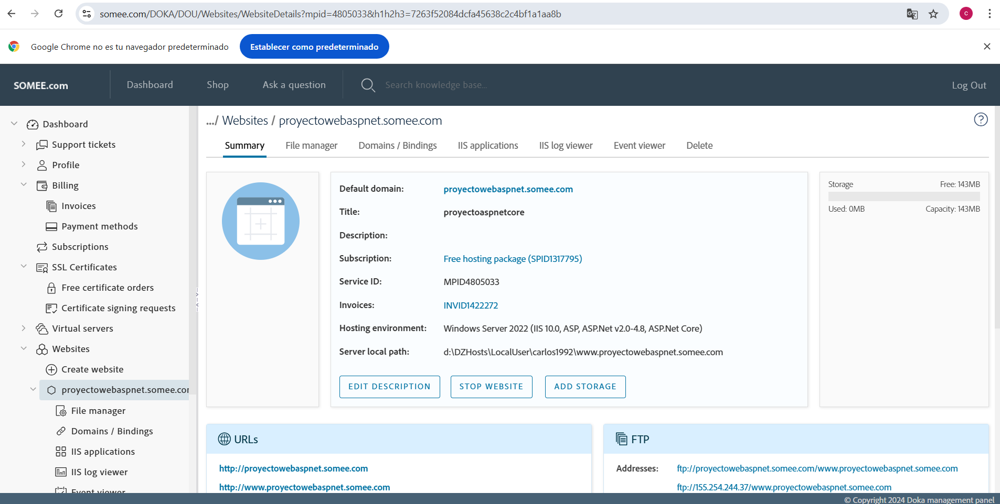 somee.com/DOKA/DOU/Websites/WebsiteDetails?mpid=4805033&h1h2h3=7263f52084dcfa45638c2c4bf1a1aa8b
C
Google Chrome no es tu navegador predeterminado
Establecer como predeterminado
SOMEE.com
Dashboard
Shop
Ask a question
Search knowledge base...
Log Out
Dashboard
Support tickets
Profile
Billing
Invoices
Payment methods
Subscriptions
SSL Certificates
Free certificate orders
Certificate signing requests
Virtual servers
Websites
Create website
proyectowebaspnet.somee.cor
File manager
Domains / Bindings
IIS applications
IIS log viewer
Event viewer
.../ Websites / proyectowebaspnet.somee.com
Summary
File manager
Domains / Bindings
IIS applications
IIS log viewer
Event viewer
Delete
Default domain: proyectowebaspnet.somee.com
Title: proyectoaspnetcore
Description:
Subscription: Free hosting package (SPID1317795)
Service ID: MPID4805033
Invoices: INVID1422272
Hosting environment: Windows Server 2022 (IIS 10.0, ASP, ASP.Net v2.0-4.8, ASP.Net Core)
Server local path: d:\DZHosts\LocalUser\carlos1992\www.proyectowebaspnet.somee.com
EDIT DESCRIPTION
STOP WEBSITE
ADD STORAGE
Storage Free: 143MB
Used: 0MB Capacity: 143MB
URLs
http://proyectowebaspnet.somee.com
http://www.proyectowebaspnet.somee.com
FTP
Addresses: ftp://proyectowebaspnet.somee.com/www.proyectowebaspnet.somee.com
ftp://155.254.244.37/www.proyectowebaspnet.somee.com
© Copyright 2024 Doka management panel